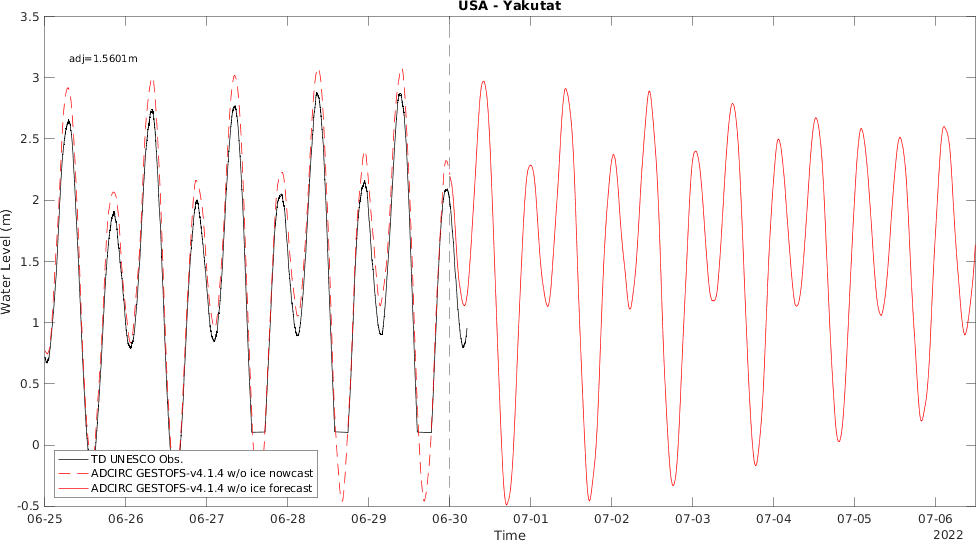 USA - Yakutat
3.5
adj=1.5601m
3
2.5
2
1.5
1
0.5
0
-0.5
Water Level (m)
TD UNESCO Obs.
ADCIRC GESTOFS-v4.1.4 w/o ice nowcast
ADCIRC GESTOFS-v4.1.4 w/o ice forecast
06-25 06-26 06-27 06-28 06-29 06-30 07-01 07-02 07-03 07-04 07-05 07-06
Time
2022